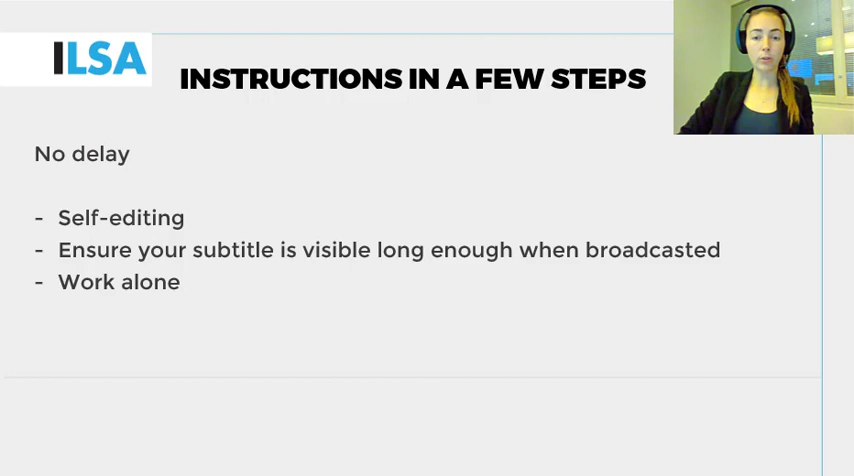 ILSA
INSTRUCTIONS IN A FEW STEPS
No delay
- Self-editing
- Ensure your subtitle is visible long enough when broadcasted
- Work alone